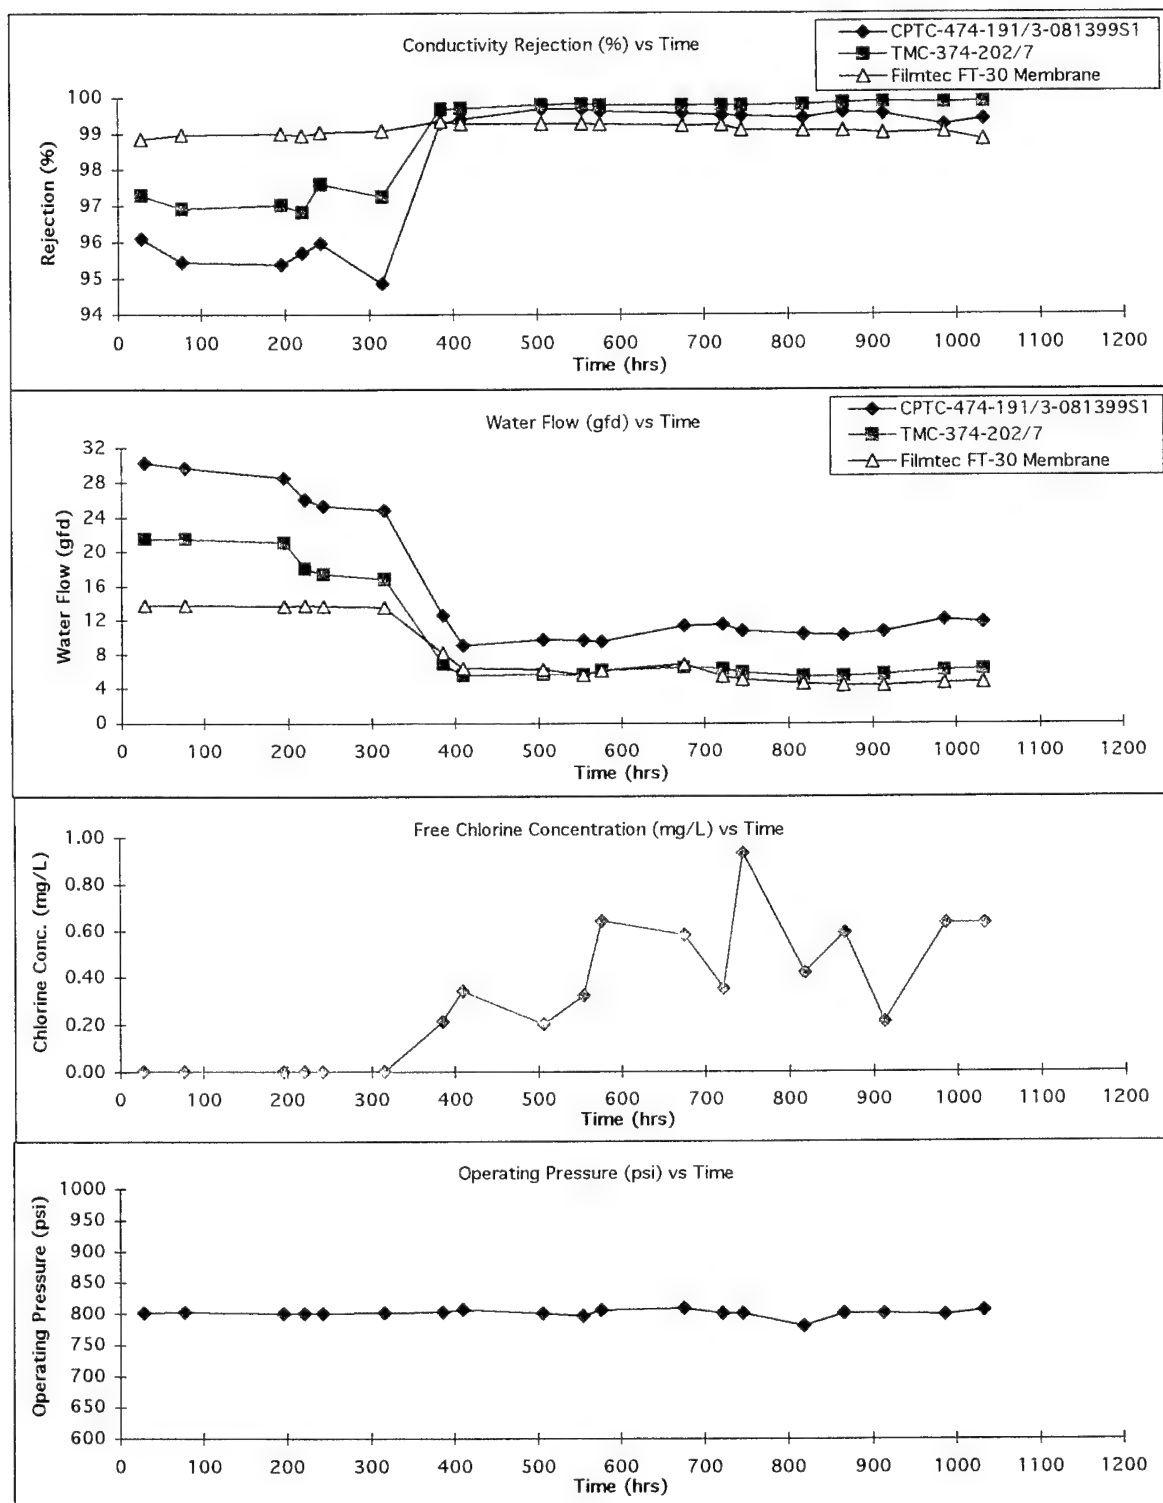 Conductivity Rejection (%) vs Time
CPTC-474-191/3-081399S1
TMC-374-202/7
Filmtec FT-30 Membrane
Rejection (%)
100
99
98
97
96
95
94
0 100 200 300 400 500 600 700 800 900 1000 1100 1200
Time (hrs)
Water Flow (gfd) vs Time
CPTC-474-191/3-081399S1
TMC-374-202/7
Filmtec FT-30 Membrane
Water Flow (gfd)
32
28
24
20
16
12
8
4
0
0 100 200 300 400 500 600 700 800 900 1000 1100 1200
Time (hrs)
Free Chlorine Concentration (mg/L) vs Time
Chlorine Conc. (mg/L)
1.00
0.80
0.60
0.40
0.20
0.00
0 100 200 300 400 500 600 700 800 900 1000 1100 1200
Time (hrs)
Operating Pressure (psi) vs Time
Operating Pressure (psi)
1000
950
900
850
800
750
700
650
600
0 100 200 300 400 500 600 700 800 900 1000 1100 1200
Time (hrs)